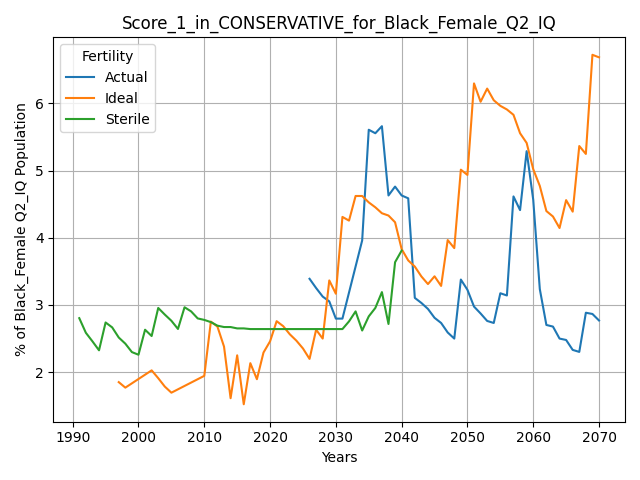 Score_1_in_CONSERVATIVE_for_Black_Female_Q2_IQ
Fertility
Actual
Ideal
Sterile
% of Black_Female Q2_IQ Population
6
5
4
3
2
1990 2000 2010 2020 2030 2040 2050 2060 2070
Years